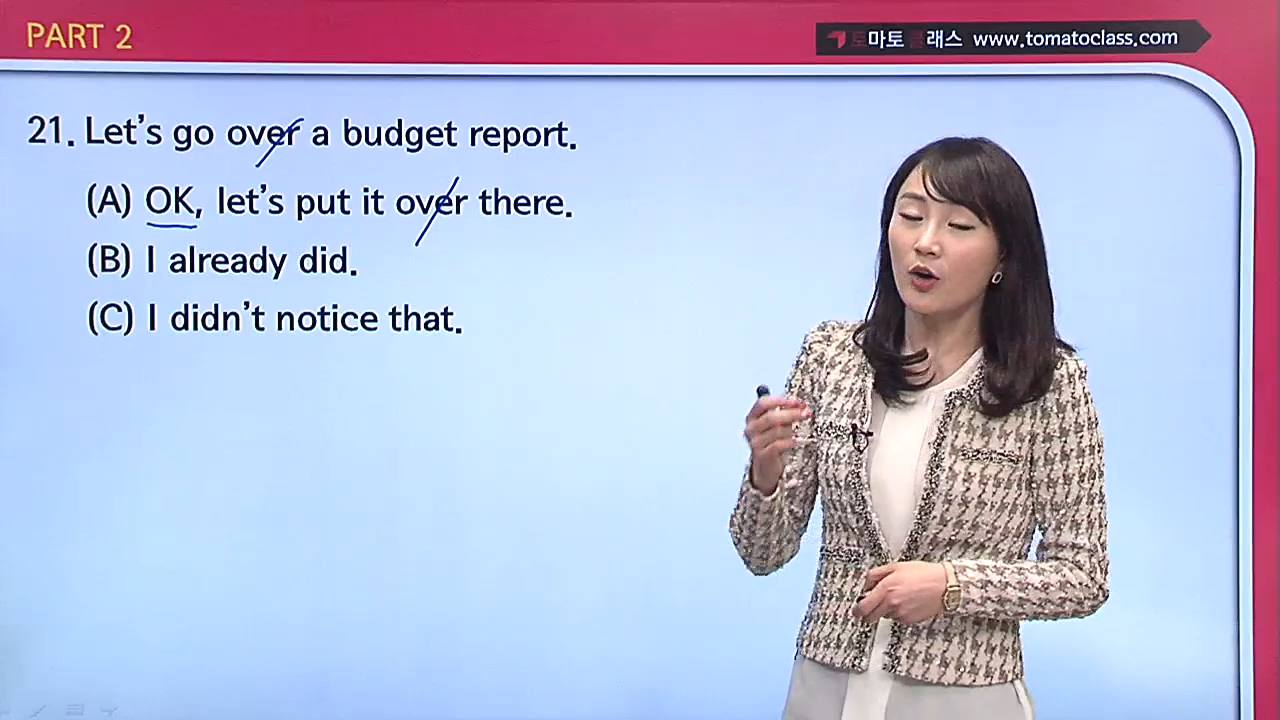 PART 2
토마토클래스 www.tomatoclass.com
21. Let's go over a budget report.
(A) OK, let's put it over there.
(B) I already did.
(C) I didn't notice that.